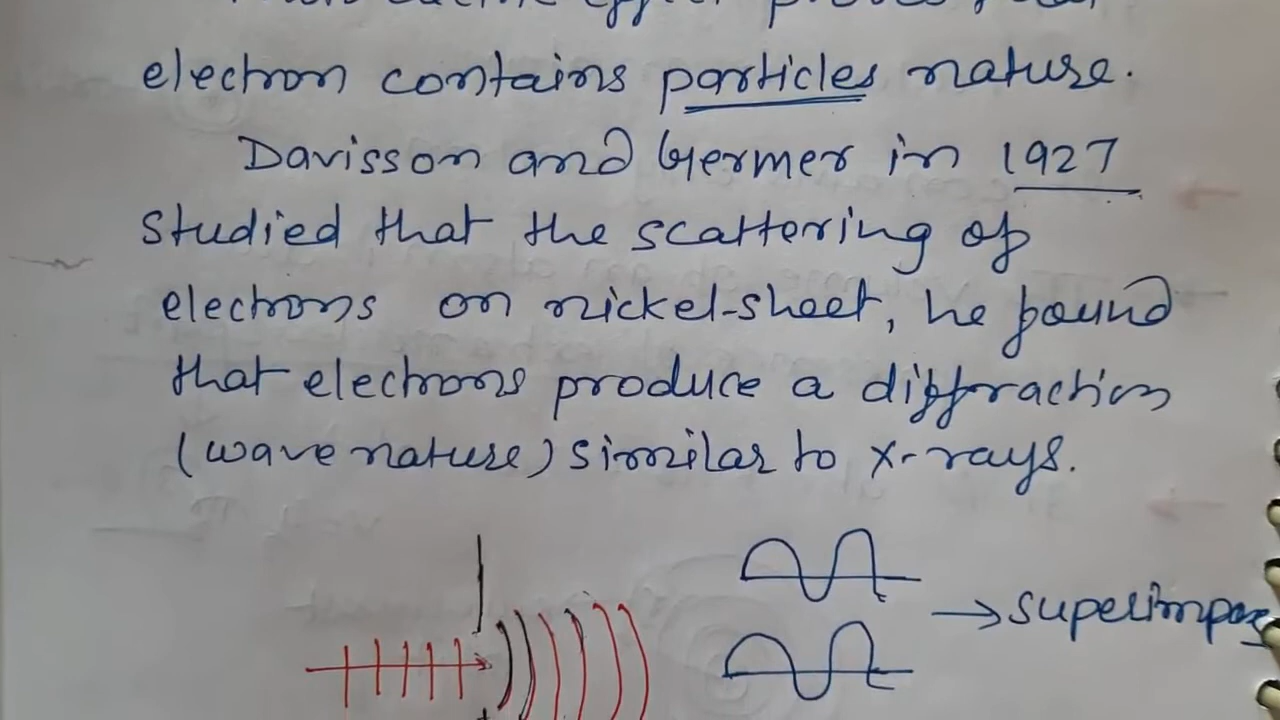 electron contains particles nature.
Davisson and Germer in 1927
studied that the scattering of
electrons on nickel-sheet, he found
that electrons produce a diffraction
(wave nature) similar to x-rays.
→ superimpose